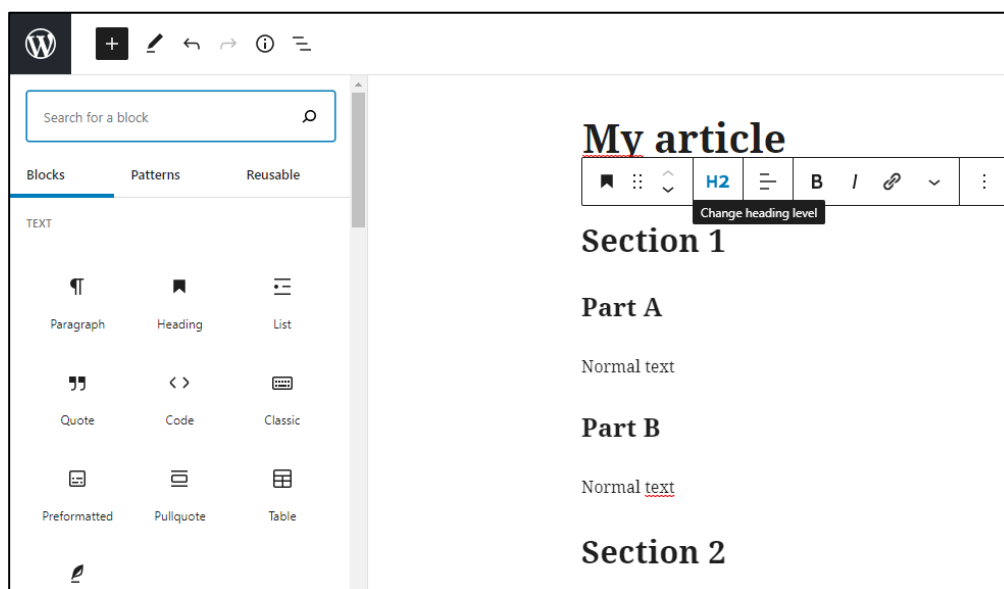 Search for a block
Blocks Patterns Reusable
TEXT
Paragraph Heading List
Quote Code Classic
Preformatted Pullquote Table
My article
H2 B I
Change heading level
Section 1
Part A
Normal text
Part B
Normal text
Section 2